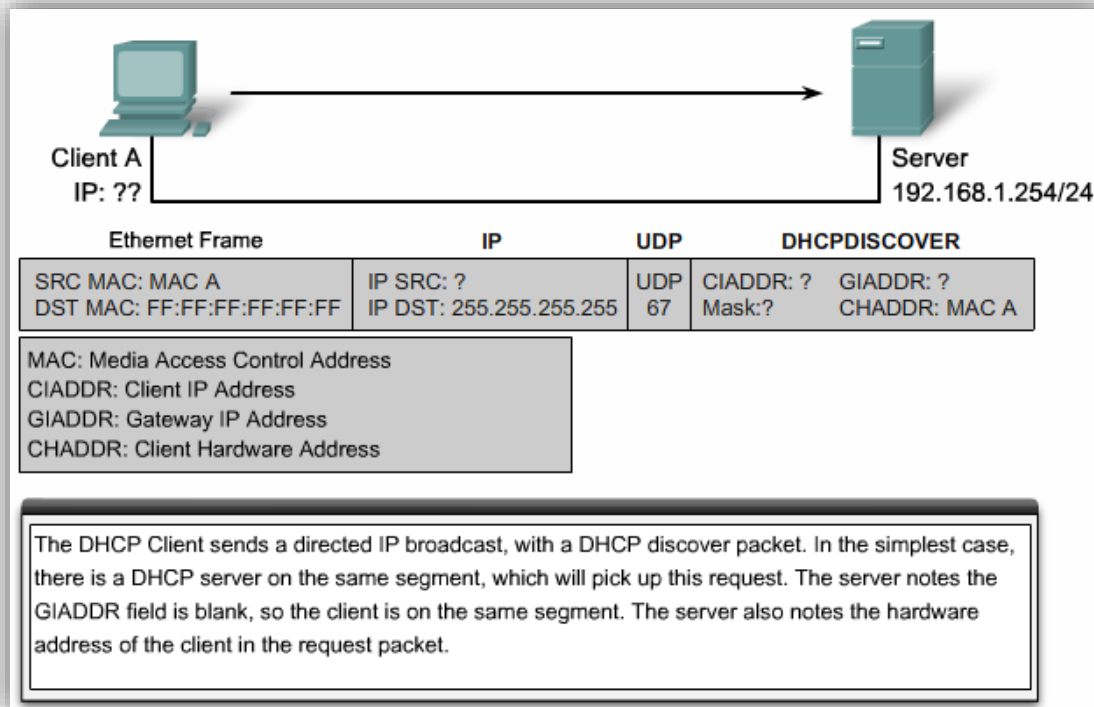 Client A
IP: ??
Server
192.168.1.254/24
Ethernet Frame IP UDP DHCPDISCOVER
SRC MAC: MAC A IP SRC: ? UDP CIADDR: ? GIADDR: ?
DST MAC: FF:FF:FF:FF:FF:FF IP DST: 255.255.255.255 67 Mask:? CHADDR: MAC A
MAC: Media Access Control Address
CIADDR: Client IP Address
GIADDR: Gateway IP Address
CHADDR: Client Hardware Address
The DHCP Client sends a directed IP broadcast, with a DHCP discover packet. In the simplest case,
there is a DHCP server on the same segment, which will pick up this request. The server notes the
GIADDR field is blank, so the client is on the same segment. The server also notes the hardware
address of the client in the request packet.